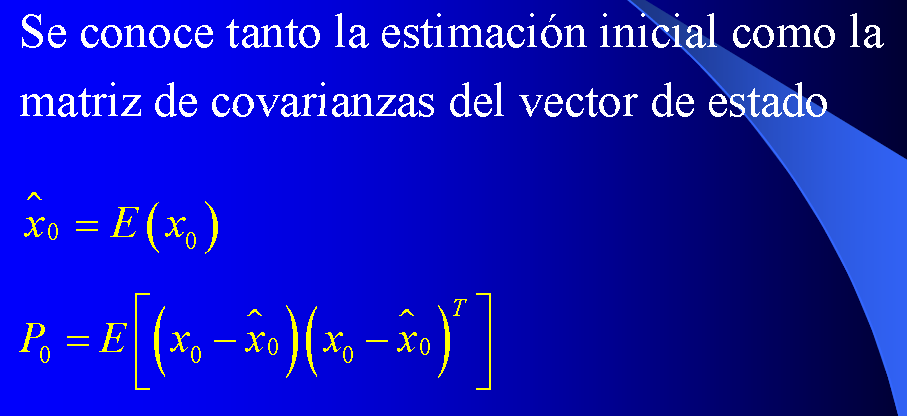 Se conoce tanto la estimación inicial como la
matriz de covarianzas del vector de estado
x̂₀ = E(x₀)
P₀ = E[(x₀ − x̂₀)(x₀ − x̂₀)ᵀ]